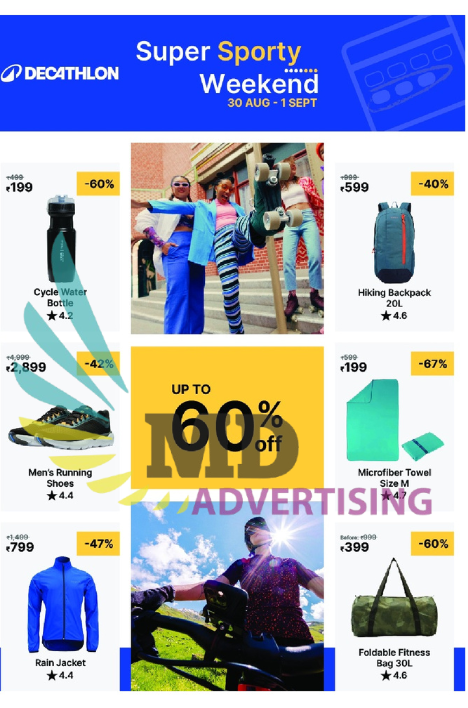 DECATHLON
Super Sporty
Weekend
30 AUG - 1 SEPT
₹499
₹199
-60%
Cycle Water
Bottle
★ 4.2
₹999
₹599
-40%
Hiking Backpack
20L
★ 4.6
₹4,999
₹2,899
-42%
Men's Running
Shoes
★ 4.4
UP TO
60% off
₹599
₹199
-67%
Microfiber Towel
Size M
★ 4.7
MD
ADVERTISING
₹1,499
₹799
-47%
Rain Jacket
★ 4.4
Before: ₹999
₹399
-60%
Foldable Fitness
Bag 30L
★ 4.6